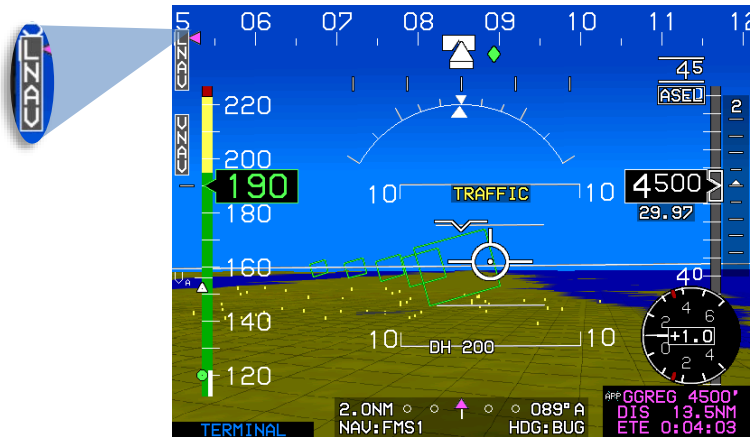 5 06 07 08 09 10 11 12
LNAV
LNAV
45
ASEL
2
220
VNAV
200
190
10 TRAFFIC 10
4500
180
29.97
160
40
V A
4 6
140
2
+1.0
0
2 4
10 DH 200 10
120
2.0NM 089° A
APP GGREG 4500'
DIS 13.5NM
NAV:FMS1 HDG:BUG
TERMINAL
ETE 0:04:03